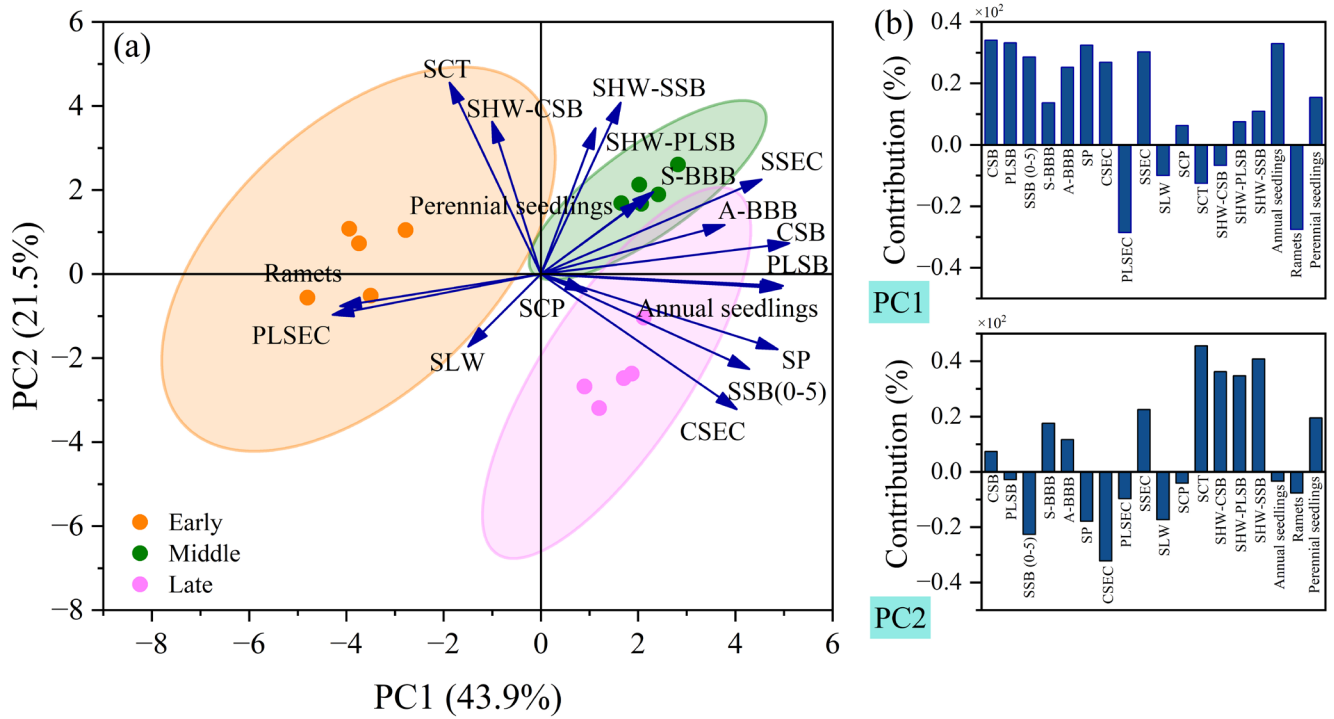 (a)
PC2 (21.5%)
6
4
2
0
−2
−4
−6
−8
SCT
SHW-CSB
SHW-SSB
SHW-PLSB
SSEC
S-BBB
Perennial seedlings
A-BBB
CSB
PLSB
Ramets
SCP
Annual seedlings
PLSEC
SLW
SP
SSB(0-5)
CSEC
Early
Middle
Late
−8
−6
−4
−2
0
2
4
6
PC1 (43.9%)
(b)
×10²
Contribution (%)
0.4
0.2
0.0
−0.2
−0.4
CSB
PLSB
SSB (0-5)
S-BBB
A-BBB
SP
CSEC
PLSEC
SSEC
SLW
SCP
SCT
SHW-CSB
SHW-PLSB
SHW-SSB
Annual seedlings
Ramets
Perennial seedlings
PC1
×10²
Contribution (%)
0.4
0.2
0.0
−0.2
−0.4
CSB
PLSB
SSB (0-5)
S-BBB
A-BBB
SP
CSEC
PLSEC
SSEC
SLW
SCP
SCT
SHW-CSB
SHW-PLSB
SHW-SSB
Annual seedlings
Ramets
Perennial seedlings
PC2